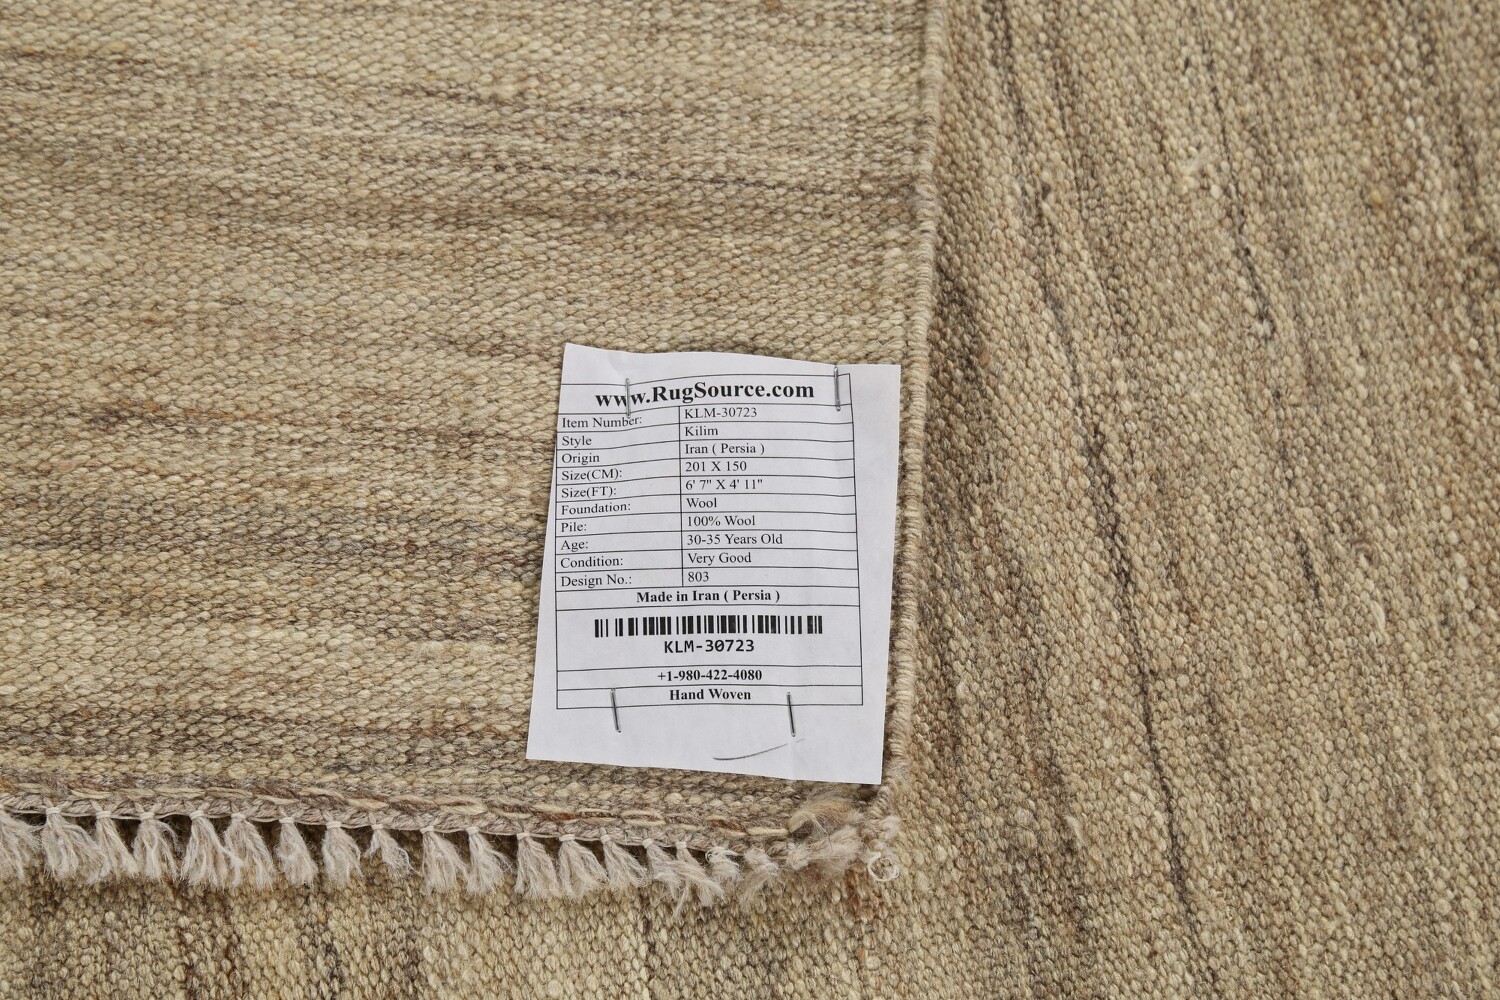 www.RugSource.com
Item Number: KLM-30723
Style Kilim
Origin Iran ( Persia )
Size(CM): 201 X 150
Size(FT): 6' 7" X 4' 11"
Foundation: Wool
Pile: 100% Wool
Age: 30-35 Years Old
Condition: Very Good
Design No.: 803
Made in Iran ( Persia )
KLM-30723
+1-980-422-4080
Hand Woven